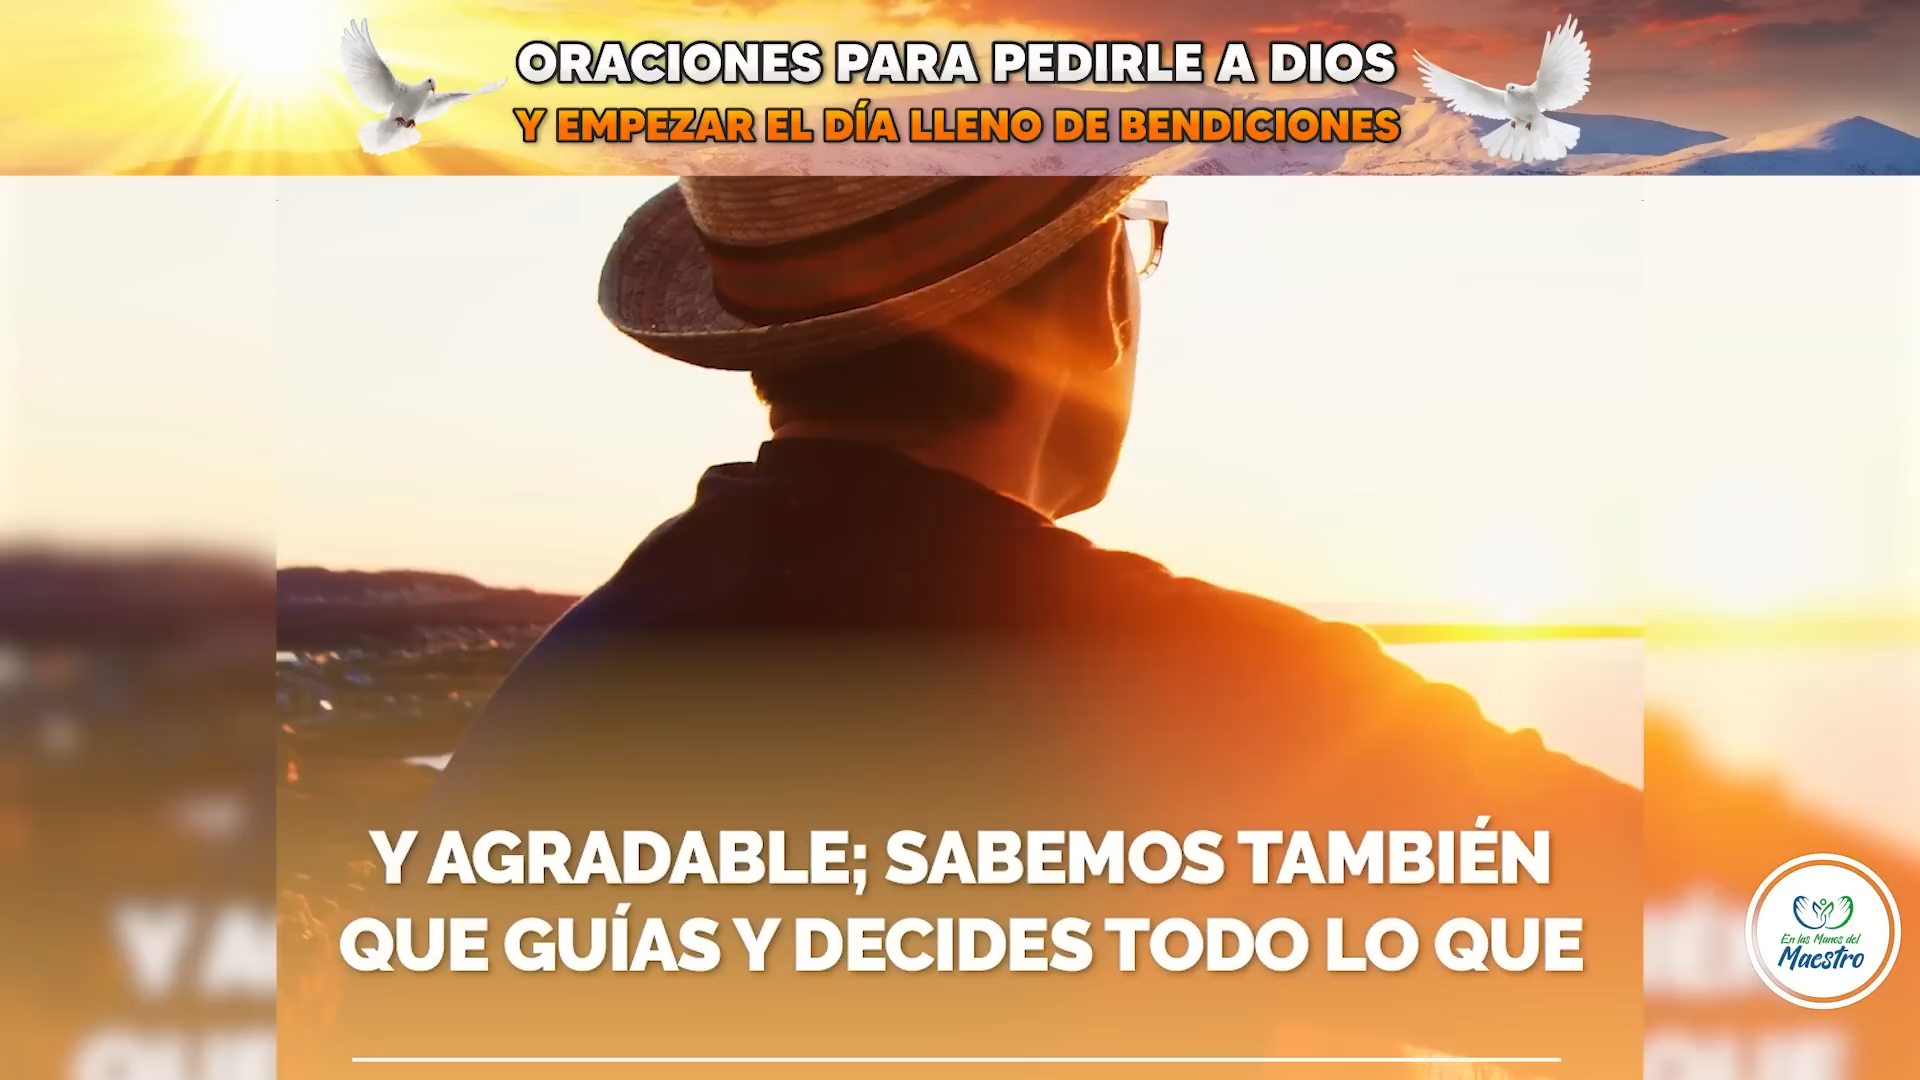 ORACIONES PARA PEDIRLE A DIOS
Y EMPEZAR EL DÍA LLENO DE BENDICIONES
Y AGRADABLE; SABEMOS TAMBIÉN
QUE GUÍAS Y DECIDES TODO LO QUE
En las Manos del
Maestro